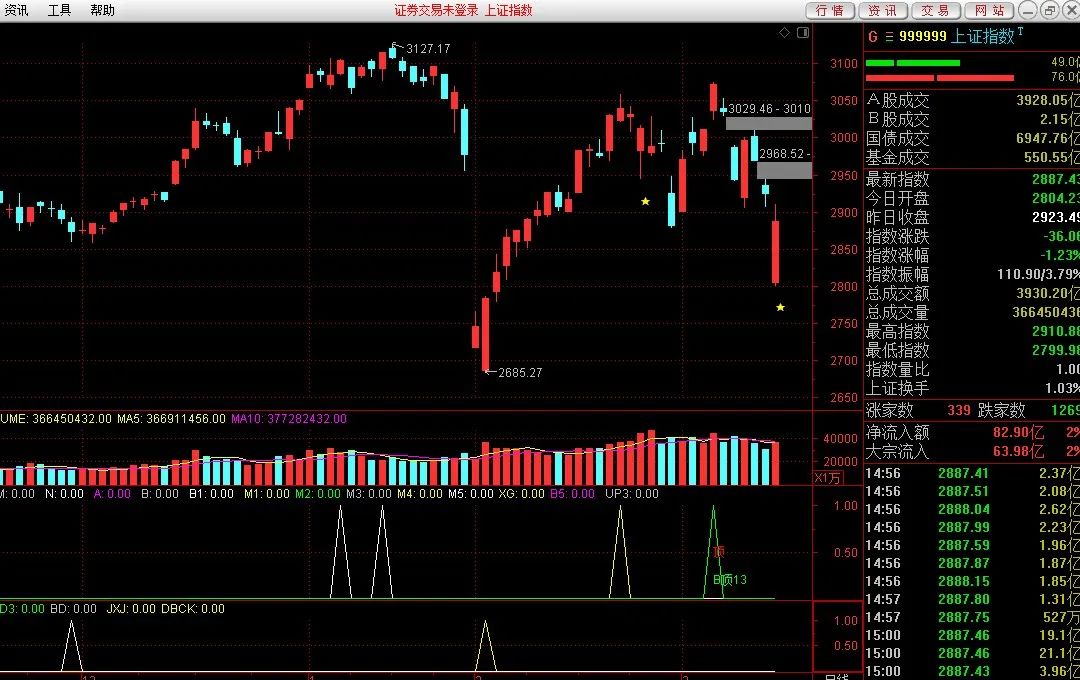 资讯 工具 帮助 证券交易未登录 上证指数 行情 资讯 交易 网站
G 999999 上证指数 T
49.0亿
76.0亿
A股成交 3928.05亿
B股成交 2.15亿
国债成交 6947.76亿
基金成交 550.55亿
最新指数 2887.43
今日开盘 2804.23
昨日收盘 2923.49
指数涨跌 -36.06
指数涨幅 -1.23%
指数振幅 110.90/3.79%
总成交额 3930.20亿
总成交量 366450436
最高指数 2910.88
最低指数 2799.98
指数量比 1.00
上证换手 1.03%
涨家数 339 跌家数 1269
净流入额 82.90亿 2%
大宗流入 63.98亿 2%
14:56 2887.41 2.37亿
14:56 2887.51 2.08亿
14:56 2888.04 2.62亿
14:56 2887.99 2.23亿
14:56 2887.59 1.96亿
14:56 2887.87 1.87亿
14:56 2888.15 1.85亿
14:57 2887.80 1.31亿
14:57 2887.75 527万
15:00 2887.46 19.1亿
15:00 2887.46 21.1亿
15:00 2887.43 3.96亿
3127.17
3029.46 - 3010
2968.52 -
2685.27
3100
3050
3000
2950
2900
2850
2800
2750
2700
2650
UME: 366450432.00 MA5: 366911456.00 MA10: 377282432.00
40000
20000
X1万
M: 0.00 N: 0.00 A: 0.00 B: 0.00 B1: 0.00 M1: 0.00 M2: 0.00 M3: 0.00 M4: 0.00 M5: 0.00 XG: 0.00 B5: 0.00 UP3: 0.00
1.00
0.50
顶
B顶13
D3: 0.00 BD: 0.00 JXJ: 0.00 DBCK: 0.00
1.00
0.50
12 1 2 3 日线